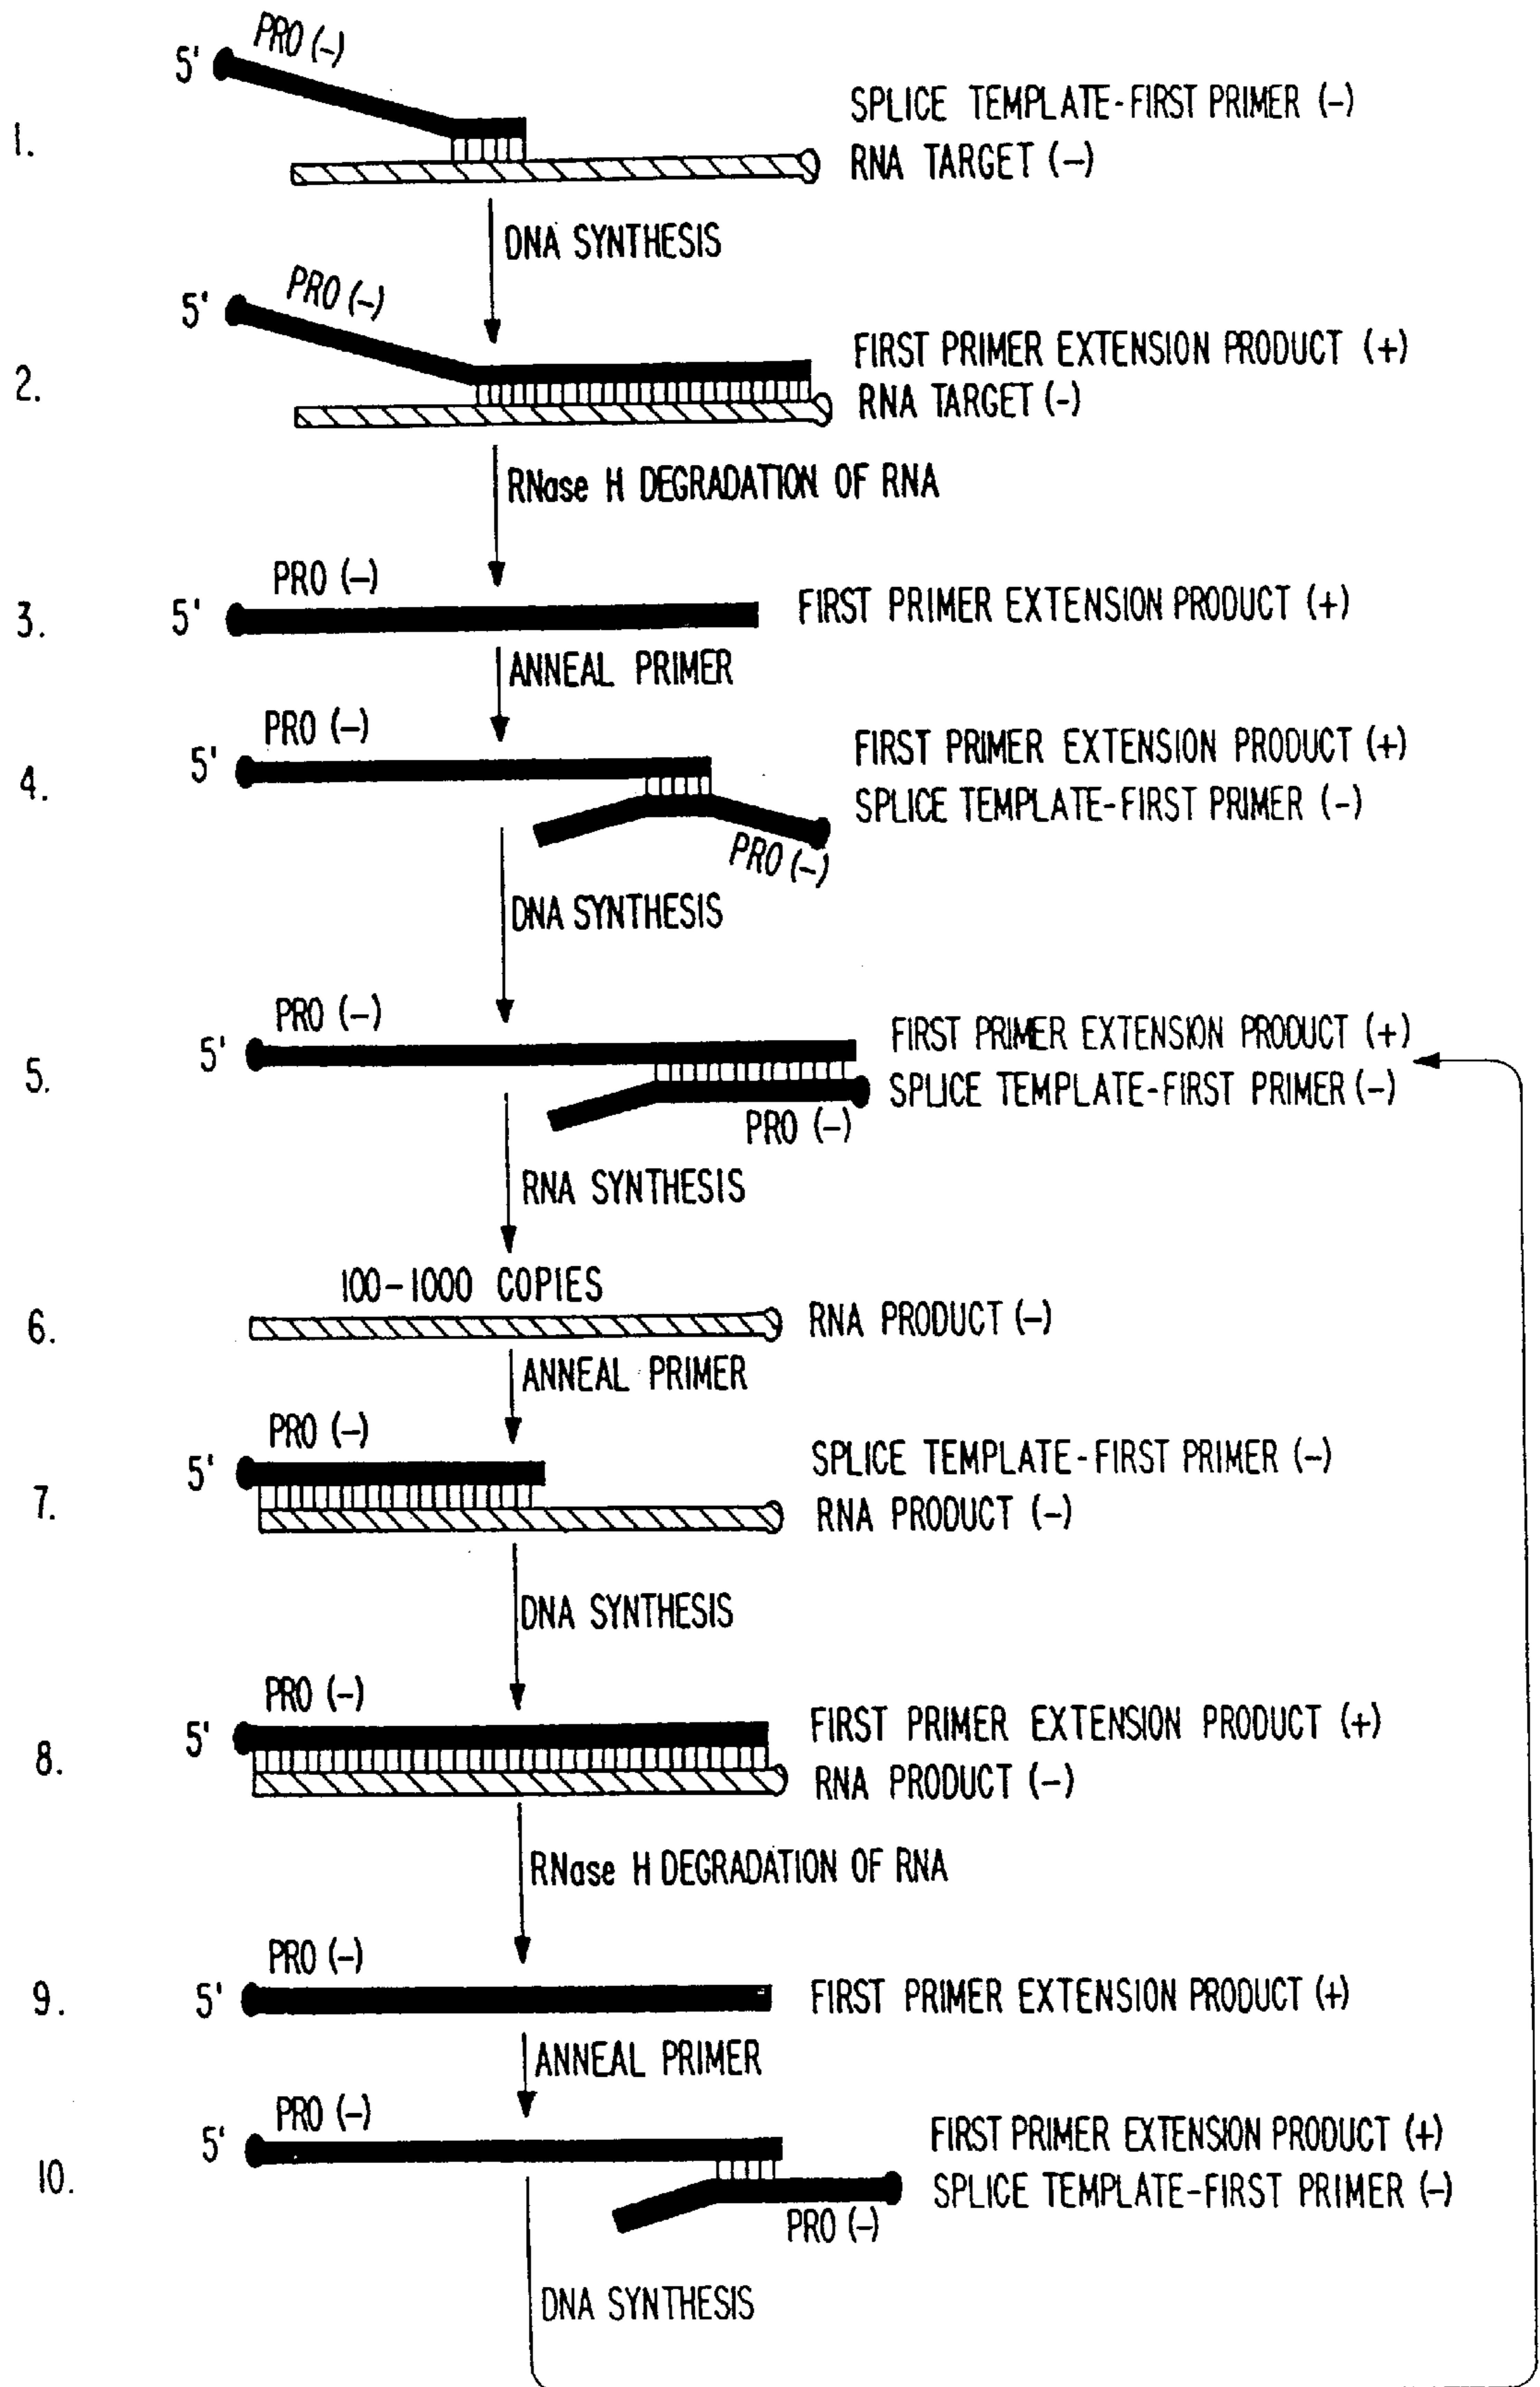 PRO (-)
5'
1.
SPLICE TEMPLATE-FIRST PRIMER (-)
RNA TARGET (-)
DNA SYNTHESIS
PRO (-)
5'
2.
FIRST PRIMER EXTENSION PRODUCT (+)
RNA TARGET (-)
RNase H DEGRADATION OF RNA
PRO (-)
3.
5'
FIRST PRIMER EXTENSION PRODUCT (+)
ANNEAL PRIMER
PRO (-)
4.
5'
FIRST PRIMER EXTENSION PRODUCT (+)
SPLICE TEMPLATE-FIRST PRIMER (-)
PRO (-)
DNA SYNTHESIS
PRO (-)
5.
5'
FIRST PRIMER EXTENSION PRODUCT (+)
SPLICE TEMPLATE-FIRST PRIMER (-)
PRO (-)
RNA SYNTHESIS
100-1000 COPIES
6.
RNA PRODUCT (-)
ANNEAL PRIMER
PRO (-)
5'
7.
SPLICE TEMPLATE-FIRST PRIMER (-)
RNA PRODUCT (-)
DNA SYNTHESIS
PRO (-)
5'
8.
FIRST PRIMER EXTENSION PRODUCT (+)
RNA PRODUCT (-)
RNase H DEGRADATION OF RNA
PRO (-)
9.
5'
FIRST PRIMER EXTENSION PRODUCT (+)
ANNEAL PRIMER
PRO (-)
5'
10.
FIRST PRIMER EXTENSION PRODUCT (+)
SPLICE TEMPLATE-FIRST PRIMER (-)
PRO (-)
DNA SYNTHESIS